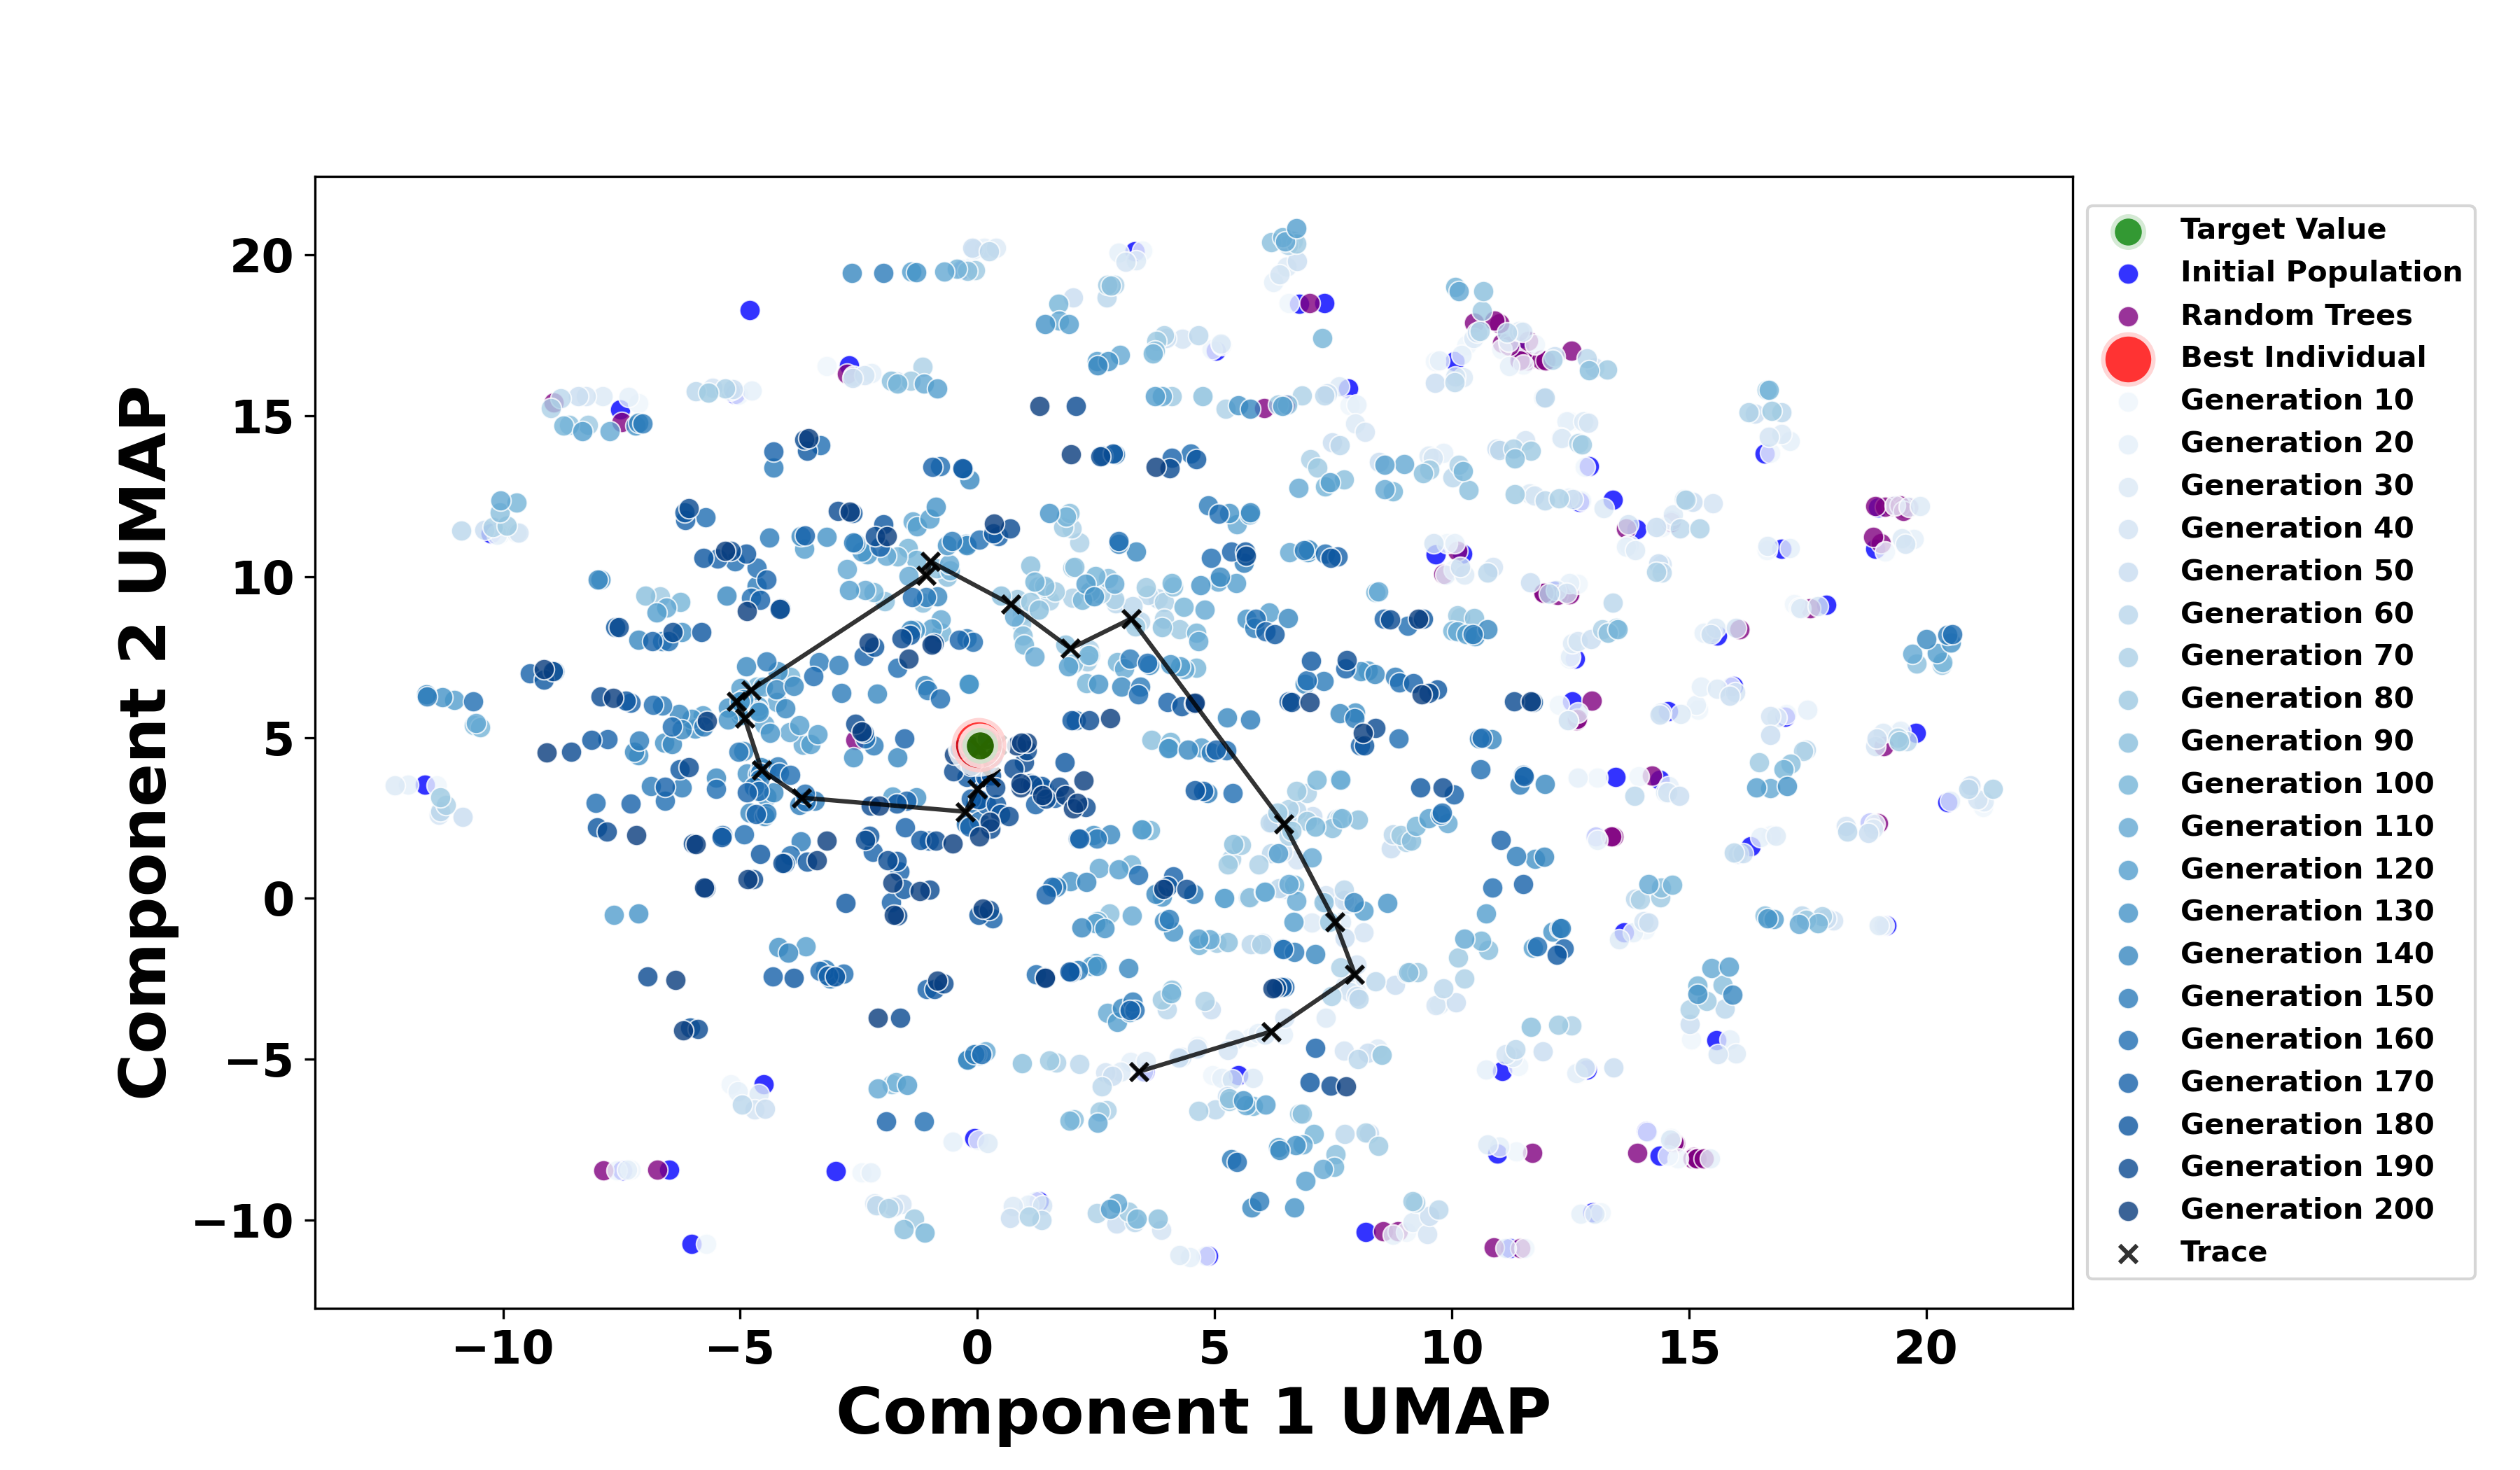 Component 2 UMAP
20
15
10
5
0
−5
−10
−10
−5
0
5
10
15
20
Component 1 UMAP
Target Value
Initial Population
Random Trees
Best Individual
Generation 10
Generation 20
Generation 30
Generation 40
Generation 50
Generation 60
Generation 70
Generation 80
Generation 90
Generation 100
Generation 110
Generation 120
Generation 130
Generation 140
Generation 150
Generation 160
Generation 170
Generation 180
Generation 190
Generation 200
Trace